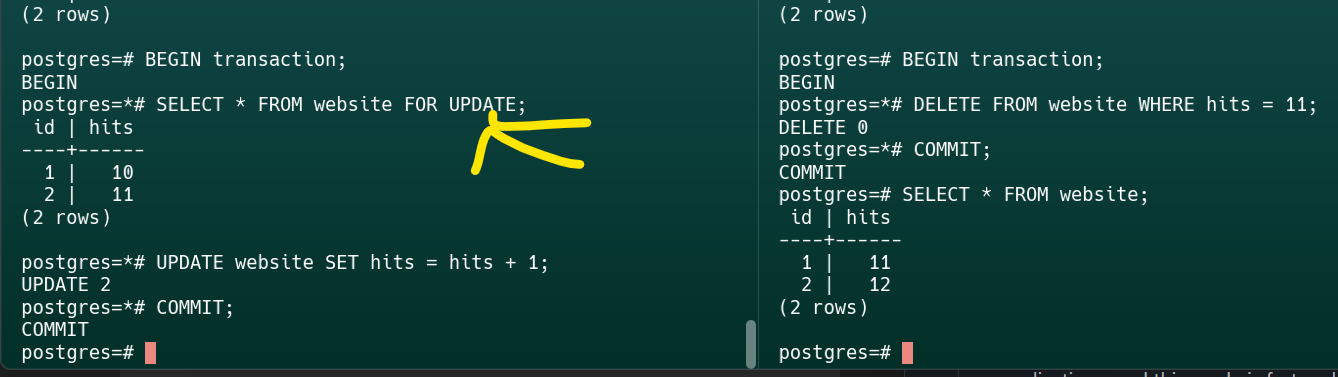 (2 rows)
postgres=# BEGIN transaction;
BEGIN
postgres=*# SELECT * FROM website FOR UPDATE;
 id | hits
----+------
  1 |   10
  2 |   11
(2 rows)
postgres=*# UPDATE website SET hits = hits + 1;
UPDATE 2
postgres=*# COMMIT;
COMMIT
postgres=#
(2 rows)
postgres=# BEGIN transaction;
BEGIN
postgres=*# DELETE FROM website WHERE hits = 11;
DELETE 0
postgres=*# COMMIT;
COMMIT
postgres=# SELECT * FROM website;
 id | hits
----+------
  1 |   11
  2 |   12
(2 rows)
postgres=#